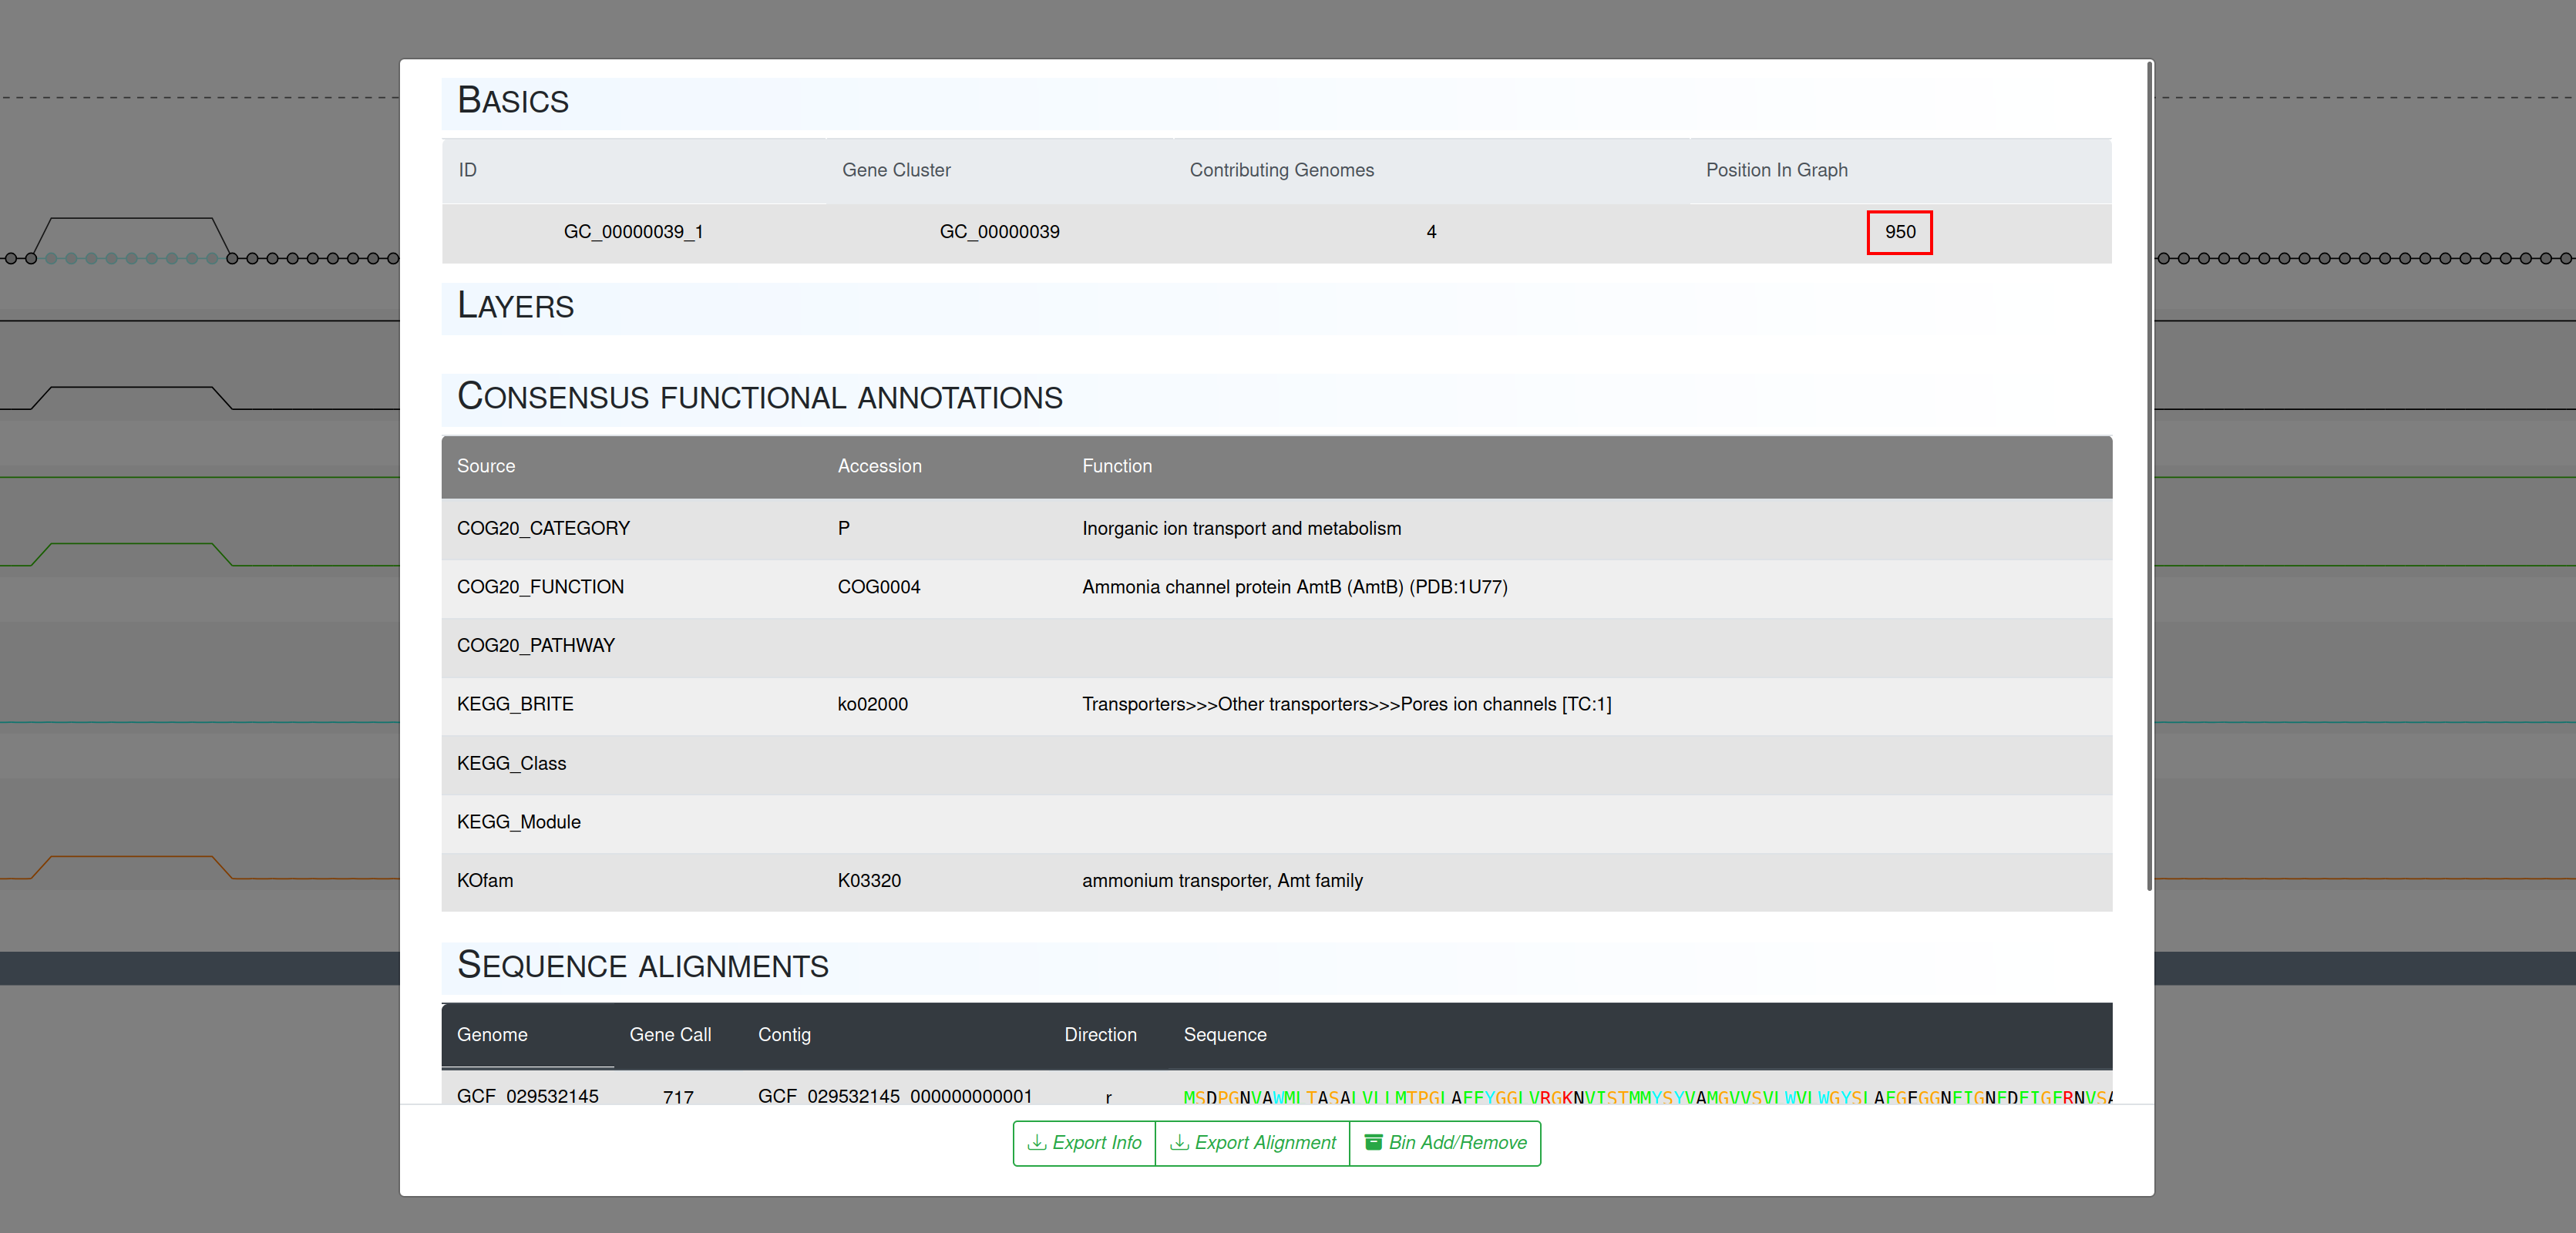 BASICS
ID Gene Cluster Contributing Genomes Position In Graph
GC_00000039_1 GC_00000039 4 950
LAYERS
CONSENSUS FUNCTIONAL ANNOTATIONS
Source Accession Function
COG20_CATEGORY P Inorganic ion transport and metabolism
COG20_FUNCTION COG0004 Ammonia channel protein AmtB (AmtB) (PDB:1U77)
COG20_PATHWAY
KEGG_BRITE ko02000 Transporters>>>Other transporters>>>Pores ion channels [TC:1]
KEGG_Class
KEGG_Module
KOfam K03320 ammonium transporter, Amt family
SEQUENCE ALIGNMENTS
Genome Gene Call Contig Direction Sequence
GCF_029532145 717 GCF_029532145_000000000001 r
Export Info Export Alignment Bin Add/Remove